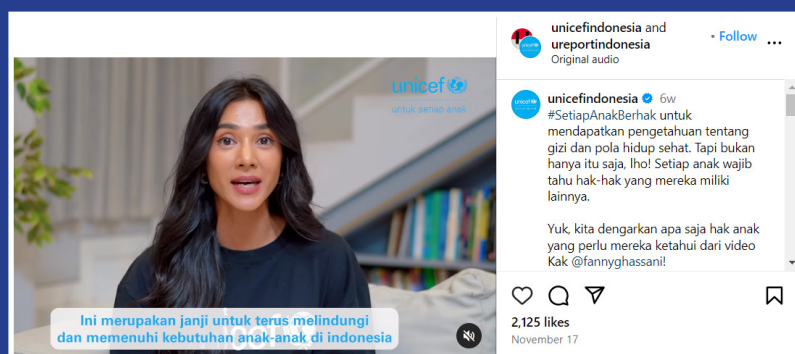 unicef
untuk setiap anak
Ini merupakan janji untuk terus melindungi
dan memenuhi kebutuhan anak-anak di indonesia
unicefindonesia and
ureportindonesia
• Follow
Original audio
unicefindonesia 6w
#SetiapAnakBerhak untuk
mendapatkan pengetahuan tentang
gizi dan pola hidup sehat. Tapi bukan
hanya itu saja, lho! Setiap anak wajib
tahu hak-hak yang mereka miliki
lainnya.
Yuk, kita dengarkan apa saja hak anak
yang perlu mereka ketahui dari video
Kak @fannyghassani!
2,125 likes
November 17